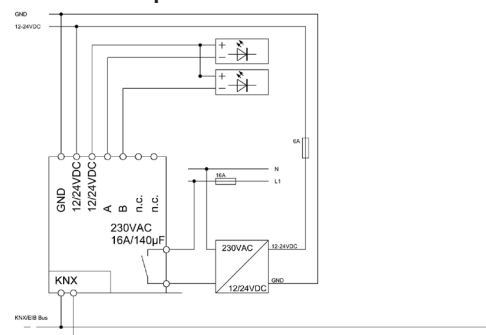 GND
12-24VDC
+
–
+
–
6A
N
16A
L1
GND
12/24VDC
12/24VDC
A
B
n.c.
n.c.
230VAC
16A/140µF
230VAC
12-24VDC
GND
12/24VDC
KNX
KNX/EIB Bus